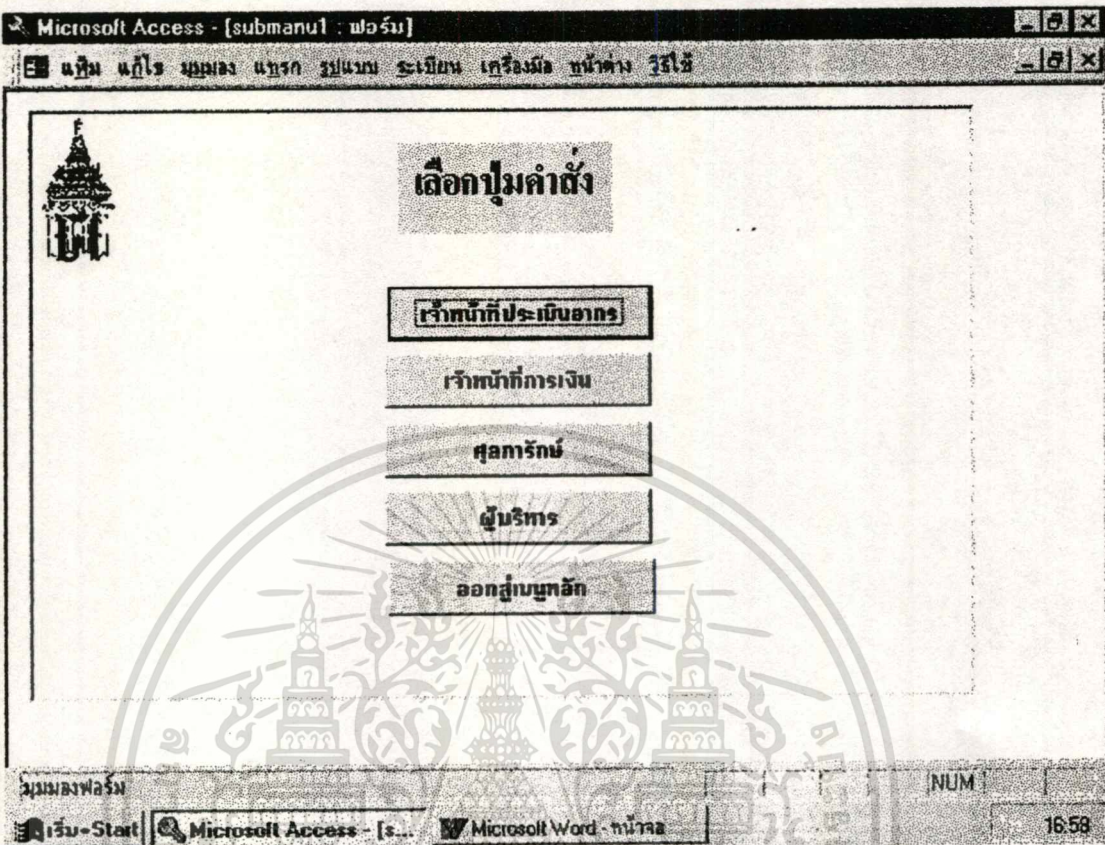 Microsoft Access - [submanu1 : ฟอร์ม]
แฟ้ม แก้ไข มุมมอง แทรก รูปแบบ ระเบียน เครื่องมือ หน้าต่าง วิธีใช้
เลือกปุ่มคำสั่ง
เจ้าหน้าที่ประเมินอากร
เจ้าหน้าที่การเงิน
ศุลการักษ์
ผู้บริหาร
ออกสู่เมนูหลัก
มุมมองฟอร์ม NUM
เริ่ม-Start Microsoft Access - [s... Microsoft Word - หน้าจอ 16:58